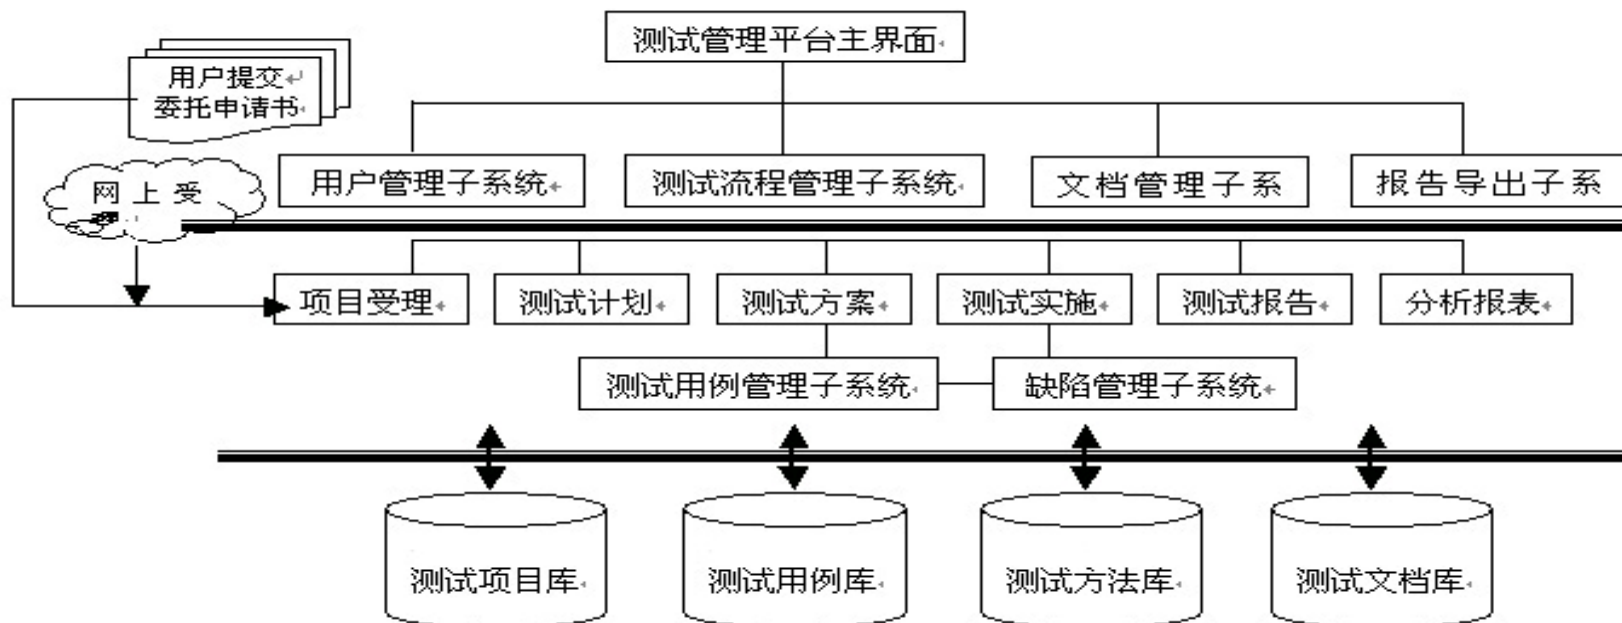 测试管理平台主界面
用户提交
委托申请书
网上受
用户管理子系统
测试流程管理子系统
文档管理子系
报告导出子系
项目受理
测试计划
测试方案
测试实施
测试报告
分析报表
测试用例管理子系统
缺陷管理子系统
测试项目库
测试用例库
测试方法库
测试文档库